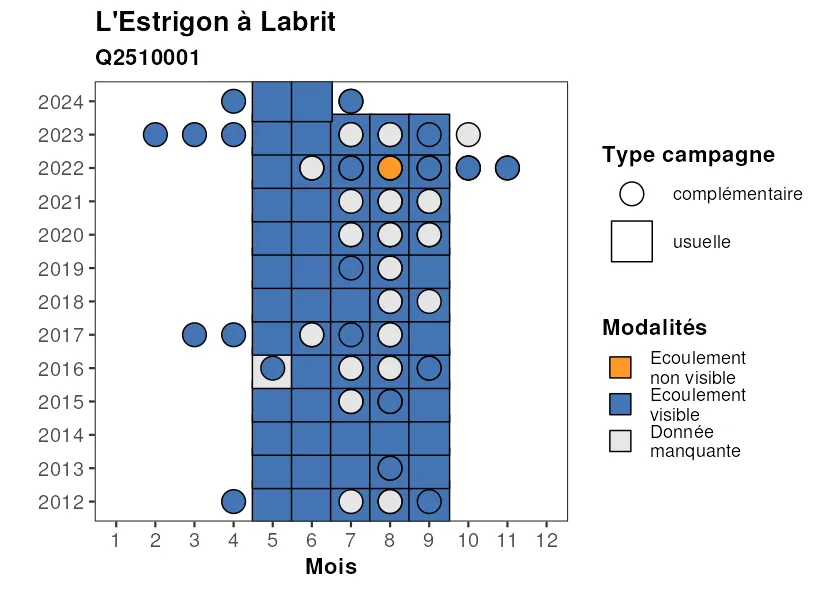 L'Estrigon à Labrit
Q2510001
2024
2023
2022
2021
2020
2019
2018
2017
2016
2015
2014
2013
2012
1 2 3 4 5 6 7 8 9 10 11 12
Mois
Type campagne
complémentaire
usuelle
Modalités
Ecoulement
non visible
Ecoulement
visible
Donnée
manquante